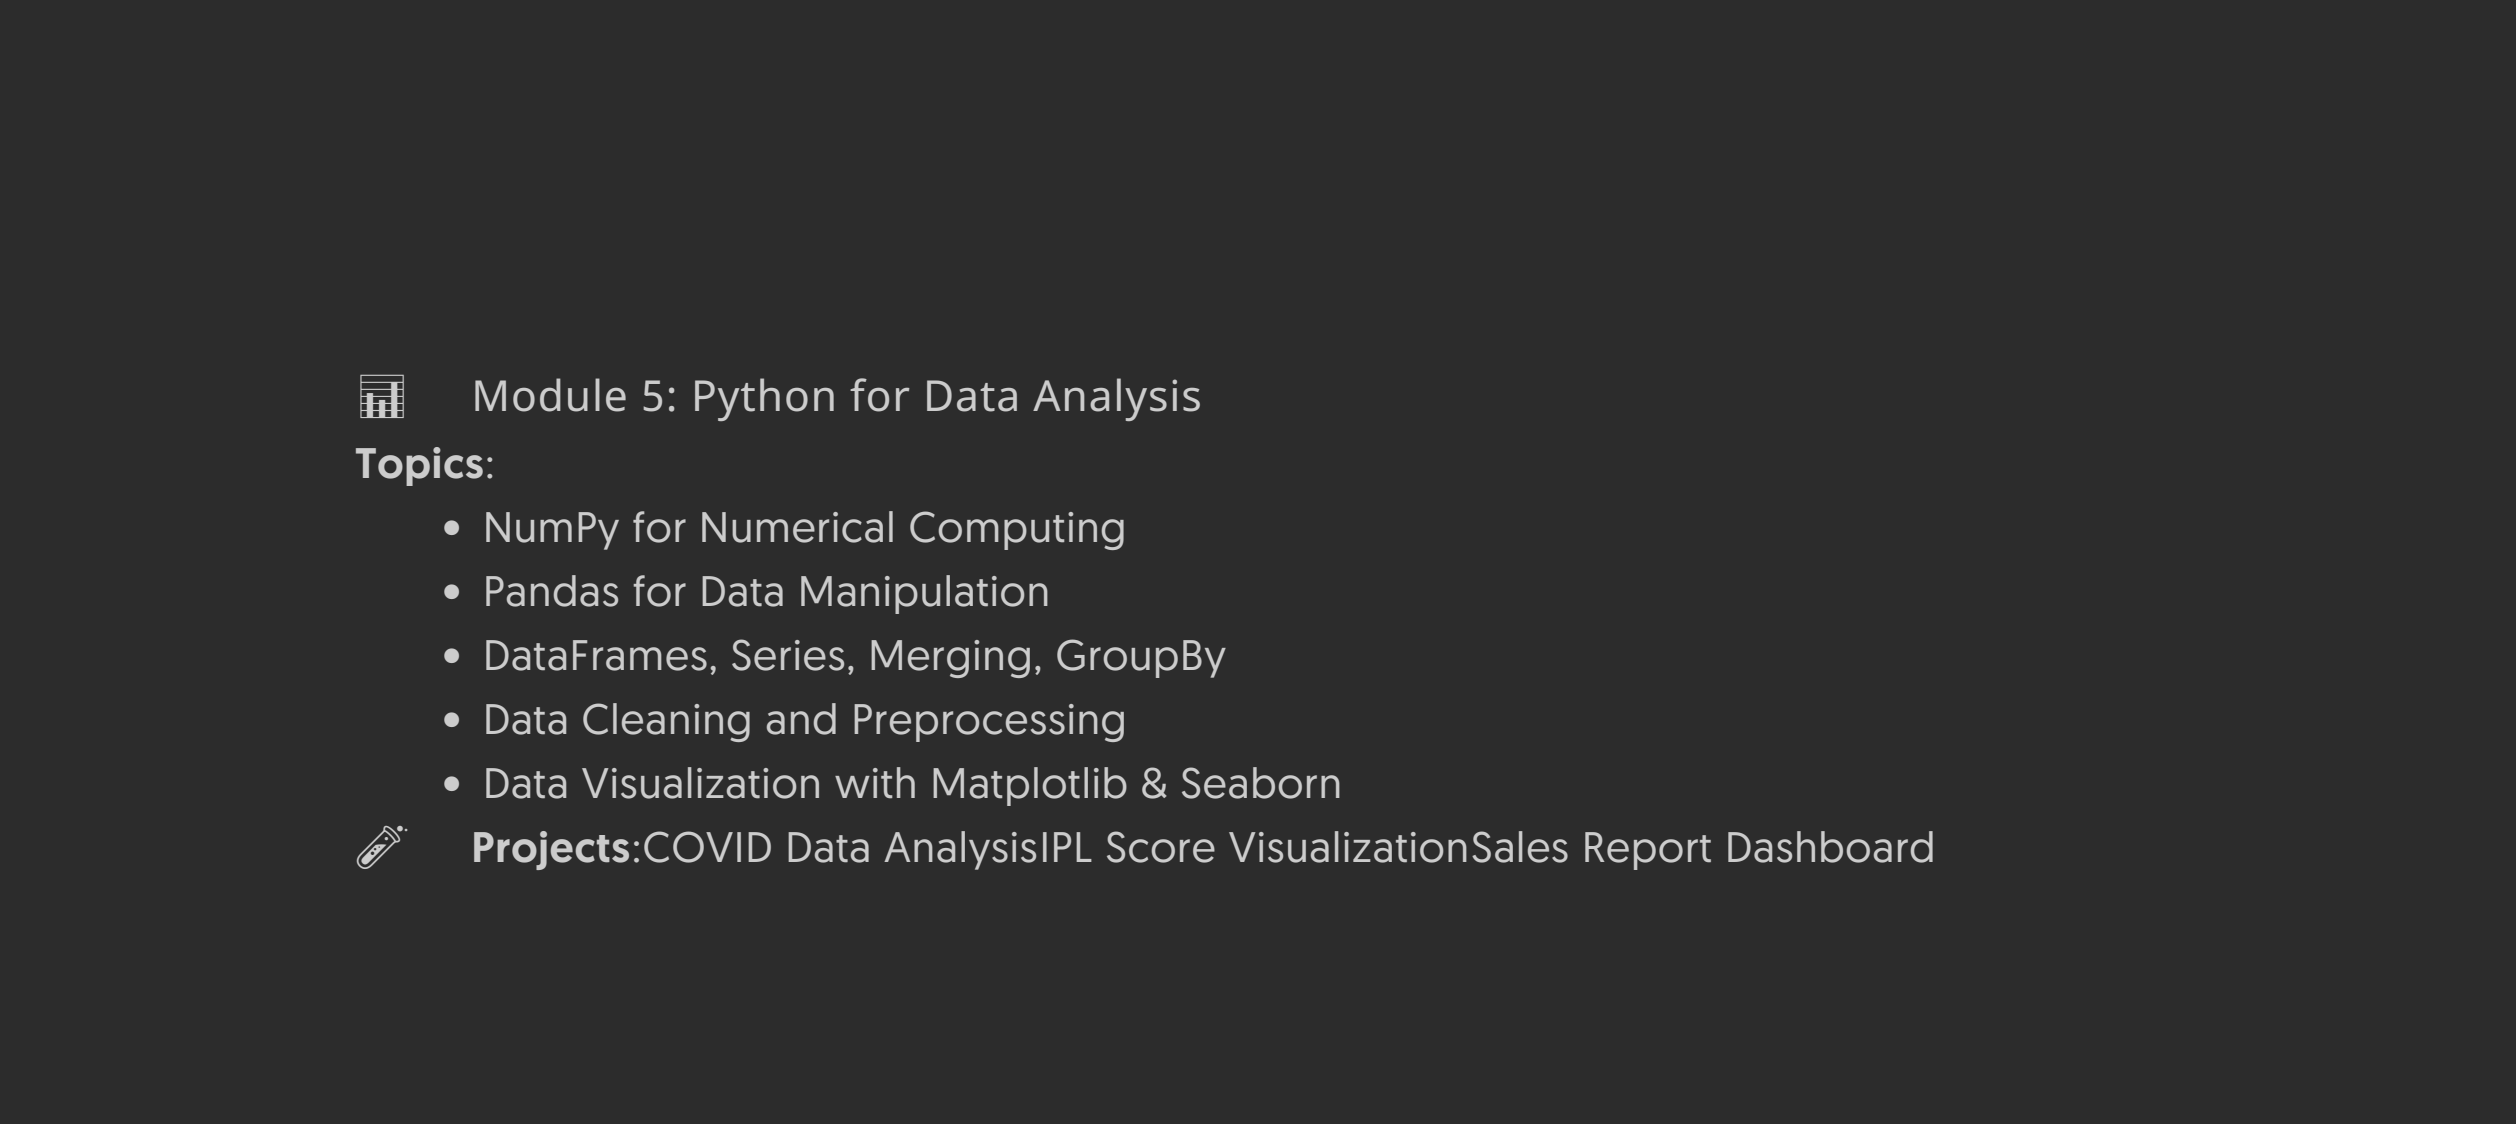 Module 5: Python for Data Analysis
Topics:
• NumPy for Numerical Computing
• Pandas for Data Manipulation
• DataFrames, Series, Merging, GroupBy
• Data Cleaning and Preprocessing
• Data Visualization with Matplotlib & Seaborn
Projects:COVID Data AnalysisIPL Score VisualizationSales Report Dashboard